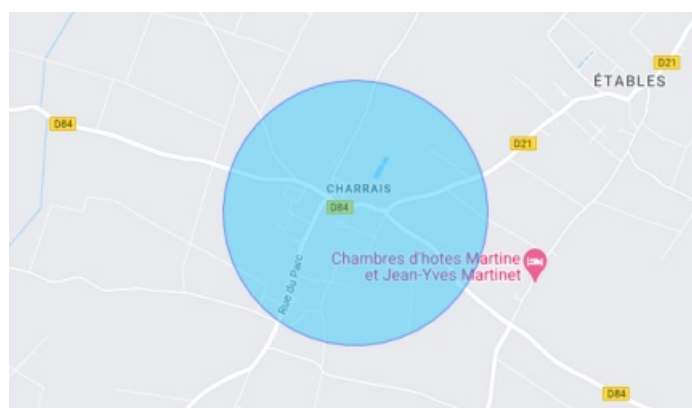 D21
ÉTABLES
D84
D21
CHARRAIS
D84
Chambres d'hotes Martine
et Jean-Yves Martinet
Rue du Parc
D84